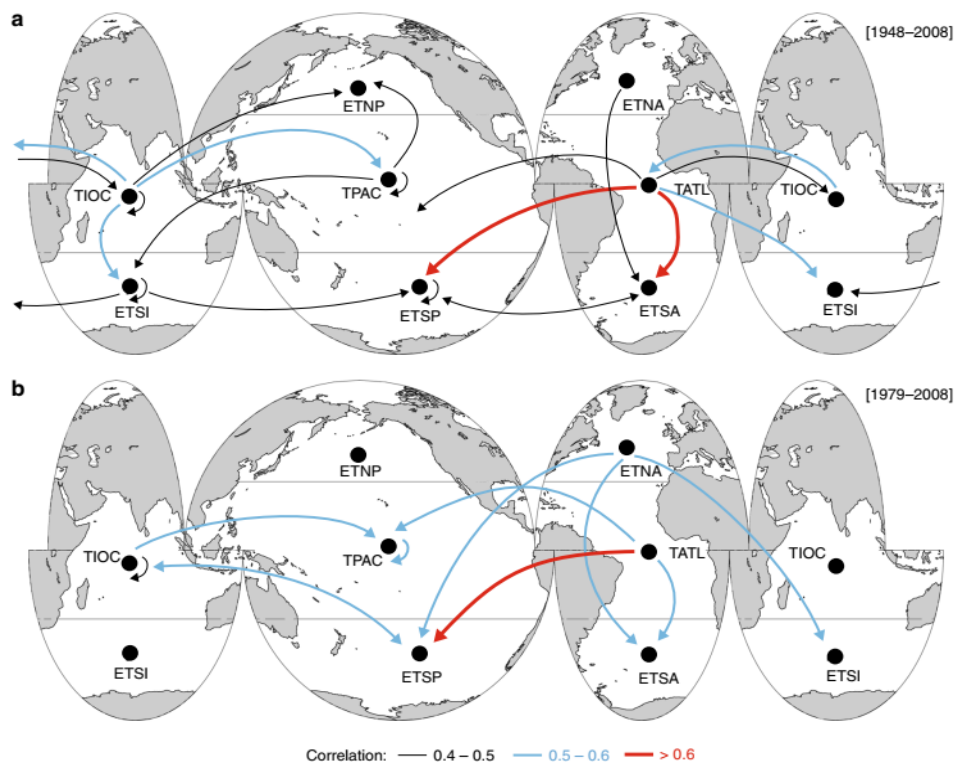 a
[1948–2008]
ETNP
ETNA
TIOC
TPAC
TATL
TIOC
ETSI
ETSP
ETSA
ETSI
b
[1979–2008]
ETNP
ETNA
TIOC
TPAC
TATL
TIOC
ETSI
ETSP
ETSA
ETSI
Correlation: 0.4 – 0.5 0.5 – 0.6 > 0.6